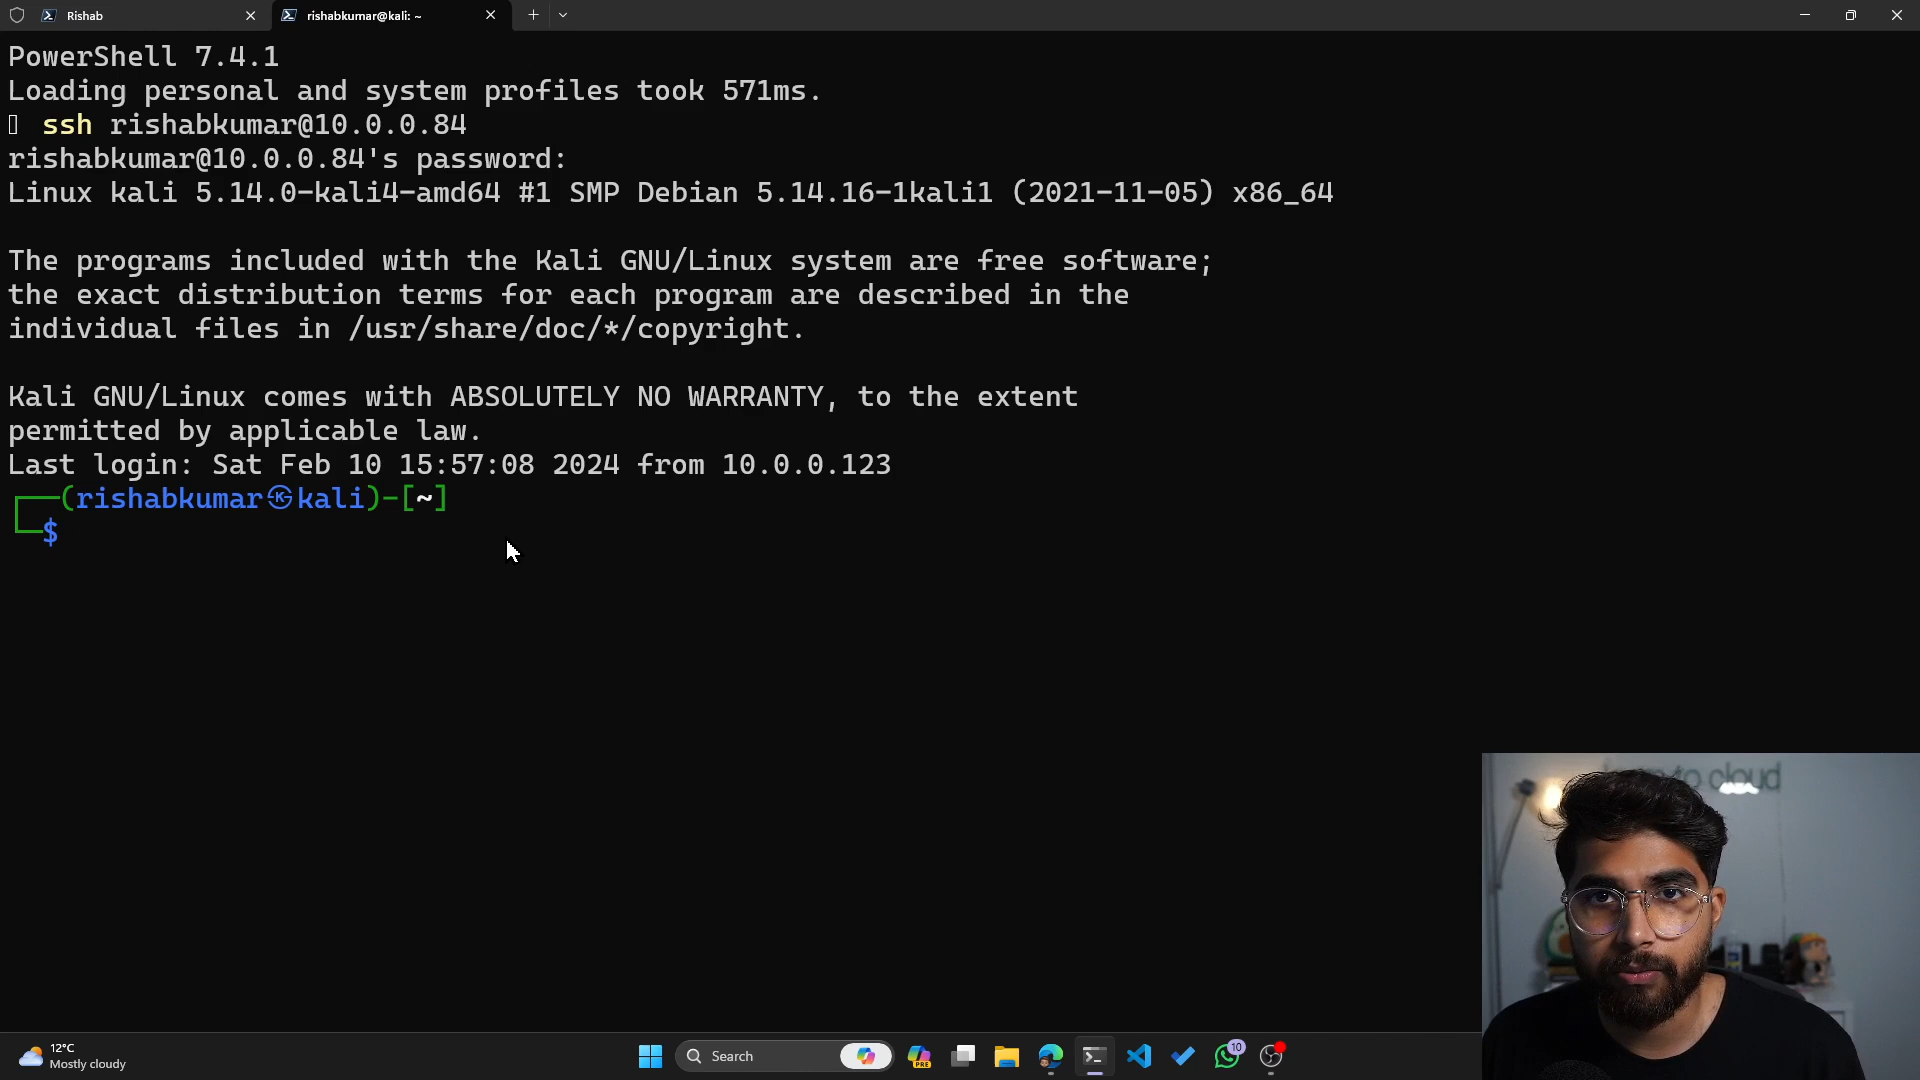 Rishab
rishabkumar@kali: ~
PowerShell 7.4.1
Loading personal and system profiles took 571ms.
ssh rishabkumar@10.0.0.84
rishabkumar@10.0.0.84's password:
Linux kali 5.14.0-kali4-amd64 #1 SMP Debian 5.14.16-1kali1 (2021-11-05) x86_64
The programs included with the Kali GNU/Linux system are free software;
the exact distribution terms for each program are described in the
individual files in /usr/share/doc/*/copyright.
Kali GNU/Linux comes with ABSOLUTELY NO WARRANTY, to the extent
permitted by applicable law.
Last login: Sat Feb 10 15:57:08 2024 from 10.0.0.123
┌──(rishabkumar㉿kali)-[~]
└─$
to cloud
12°C
Mostly cloudy
Search
PRE
10